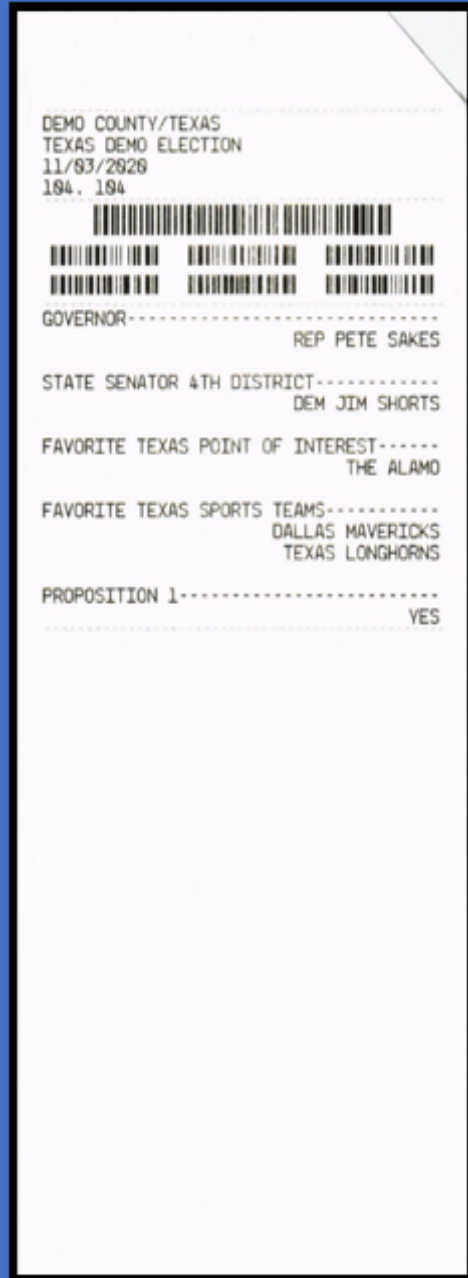 DEMO COUNTY/TEXAS
TEXAS DEMO ELECTION
11/03/2020
104. 104
GOVERNOR------------------------------
REP PETE SAKES
STATE SENATOR 4TH DISTRICT------------
DEM JIM SHORTS
FAVORITE TEXAS POINT OF INTEREST------
THE ALAMO
FAVORITE TEXAS SPORTS TEAMS-----------
DALLAS MAVERICKS
TEXAS LONGHORNS
PROPOSITION 1-------------------------
YES